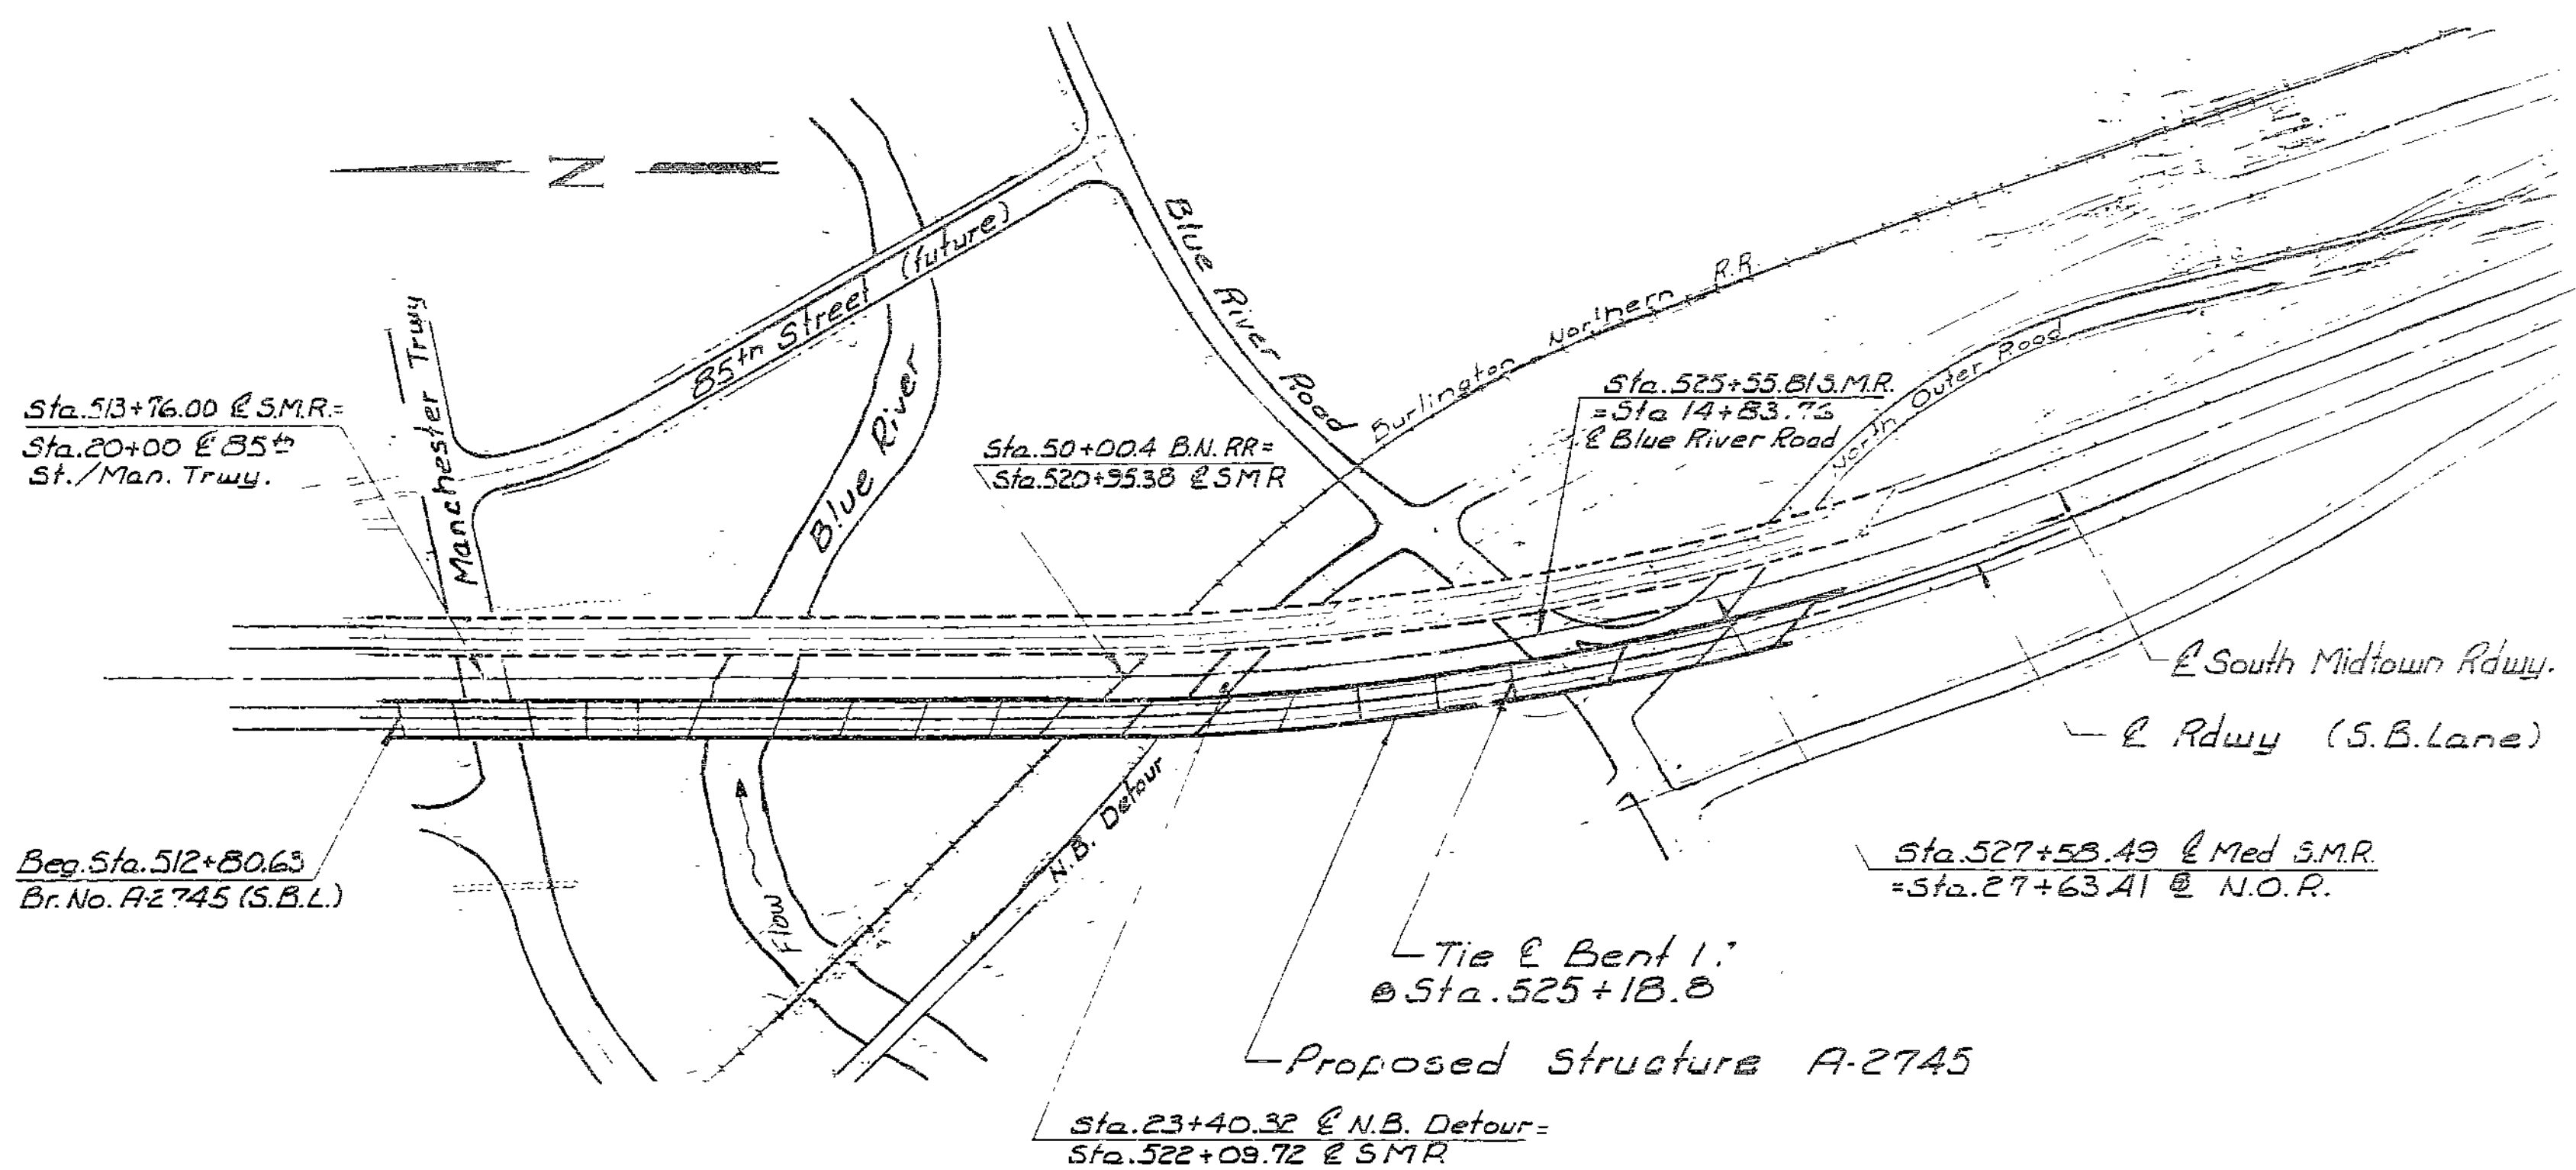 N
Blue River Road
85th Street (future)
Manchester Trwy
Blue River
Burlington Northern R.R.
North Outer Road
Sta.513+76.00 ℄ S.M.R.=
Sta.20+00 ℄ 85th
St./Man. Trwy.
Sta.50+00.4 B.N. RR=
Sta.520+95.38 ℄ S M R
Sta.525+55.81 S.M.R.
=Sta 14+83.73
℄ Blue River Road
℄ South Midtown Rdwy.
℄ Rdwy (S.B. Lane)
N.B. Detour
Flow
Beg. Sta. 512+80.63
Br. No. A-2745 (S.B.L.)
Sta.527+58.49 ℄ Med S.M.R.
=Sta.27+63.41 ℄ N.O.R.
Tie ℄ Bent
@ Sta. 525+18.8
Proposed Structure A-2745
Sta.23+40.32 ℄ N.B. Detour=
Sta.522+09.72 ℄ S M R